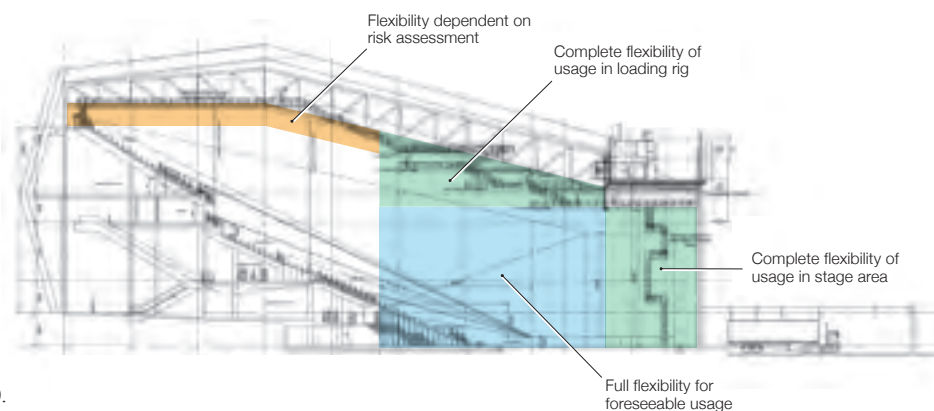 Flexibility dependent on
risk assessment
Complete flexibility of
usage in loading rig
Complete flexibility of
usage in stage area
Full flexibility for
foreseeable usage